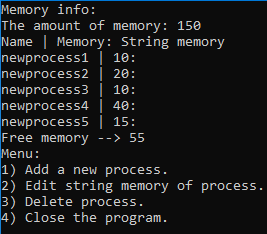 Memory info:
The amount of memory: 150
Name | Memory: String memory
newprocess1 | 10:
newprocess2 | 20:
newprocess3 | 10:
newprocess4 | 40:
newprocess5 | 15:
Free memory --> 55
Menu:
1) Add a new process.
2) Edit string memory of process.
3) Delete process.
4) Close the program.